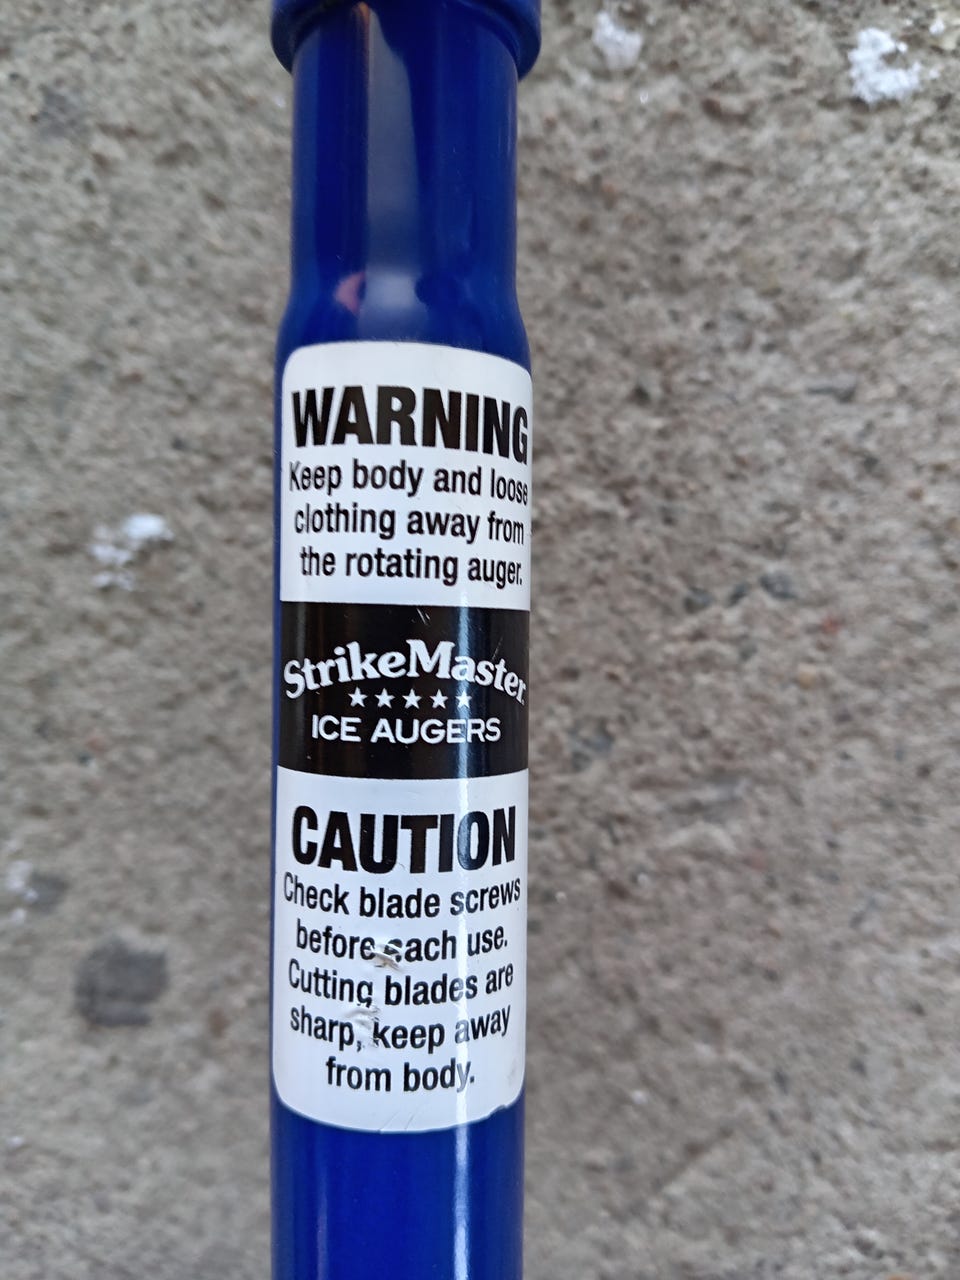 WARNING
Keep body and loose
clothing away from
the rotating auger.
StrikeMaster
ICE AUGERS
CAUTION
Check blade screws
before each use.
Cutting blades are
sharp, keep away
from body.